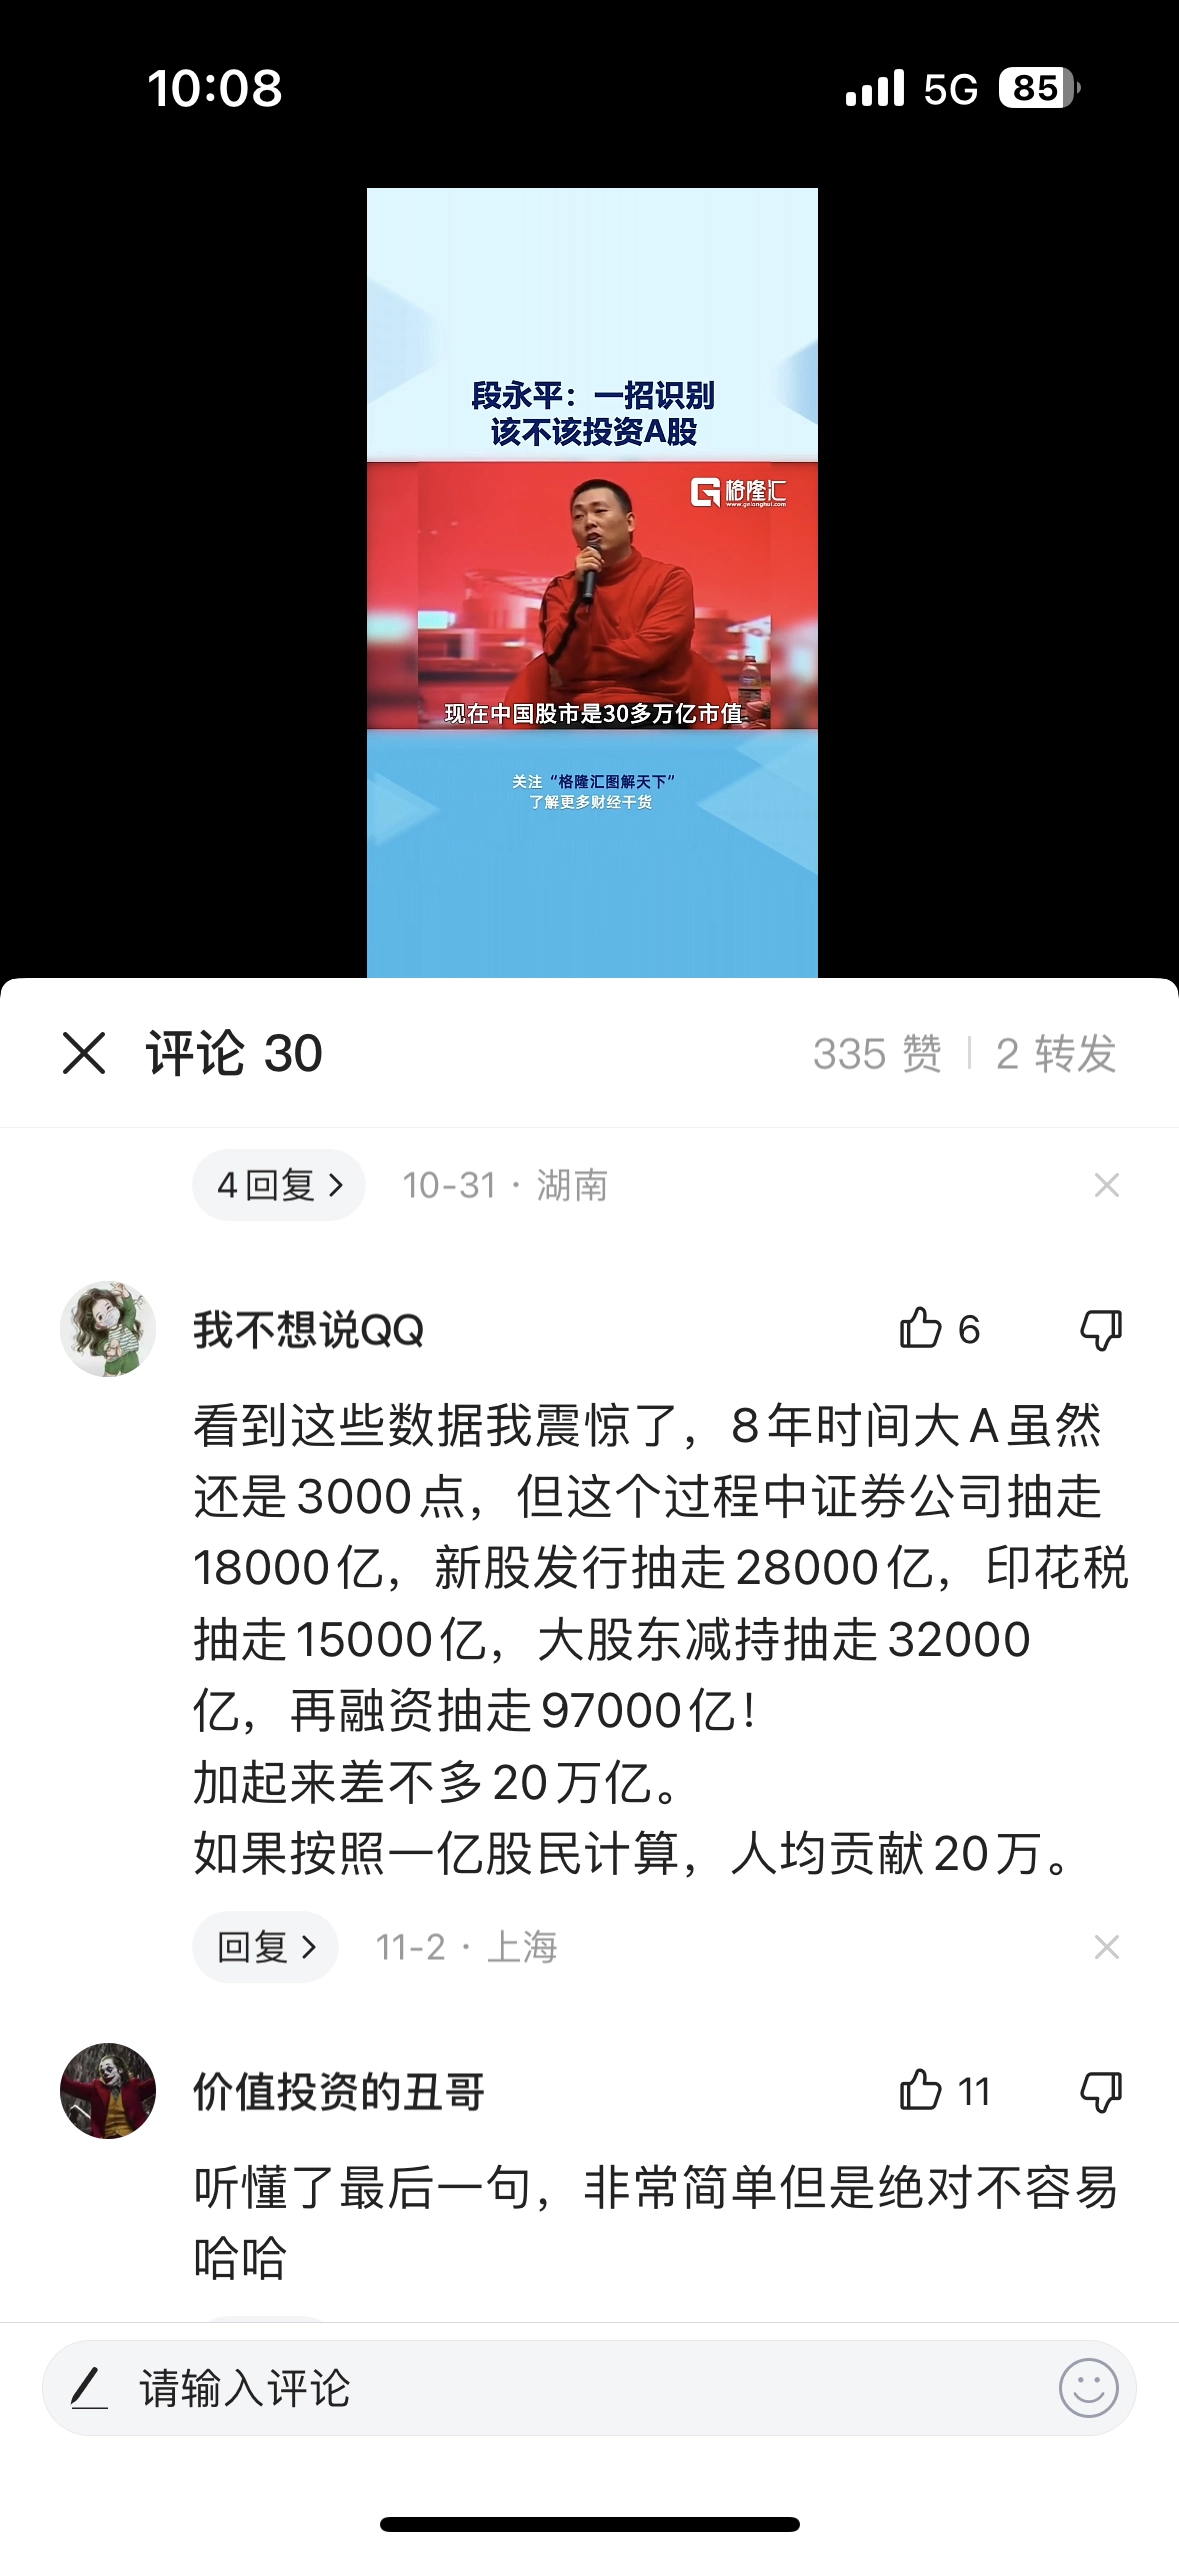 10:08
5G 85
段永平：一招识别
该不该投资A股
格隆汇
www.gelonghui.com
现在中国股市是30多万亿市值
关注“格隆汇图解天下”
了解更多财经干货
评论 30
335 赞 2 转发
4回复 10-31 · 湖南
我不想说QQ 6
看到这些数据我震惊了，8年时间大A虽然
还是3000点，但这个过程中证券公司抽走
18000亿，新股发行抽走28000亿，印花税
抽走15000亿，大股东减持抽走32000
亿，再融资抽走97000亿！
加起来差不多20万亿。
如果按照一亿股民计算，人均贡献20万。
回复 11-2 · 上海
价值投资的丑哥 11
听懂了最后一句，非常简单但是绝对不容易
哈哈
请输入评论